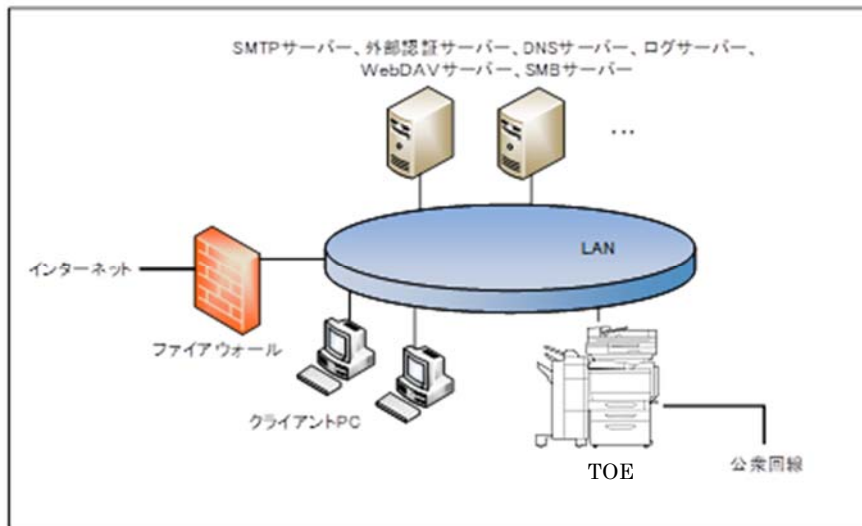 SMTPサーバー、外部認証サーバー、DNSサーバー、ログサーバー、
WebDAVサーバー、SMBサーバー
...
LAN
インターネット
ファイアウォール
クライアントPC
TOE
公衆回線